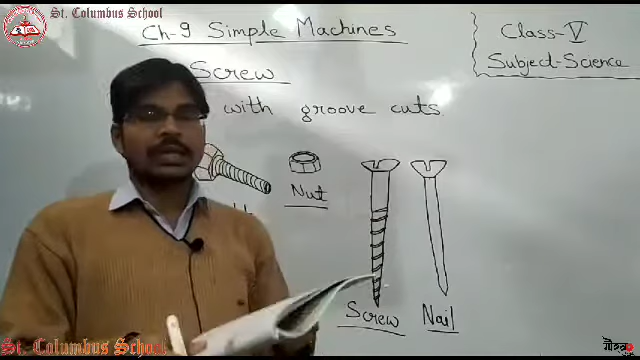 St. Columbus School
Ch-9 Simple Machines
Class-V
Subject-Science
Screw
with groove cuts.
Nut
Screw
Nail
St. Columbus School